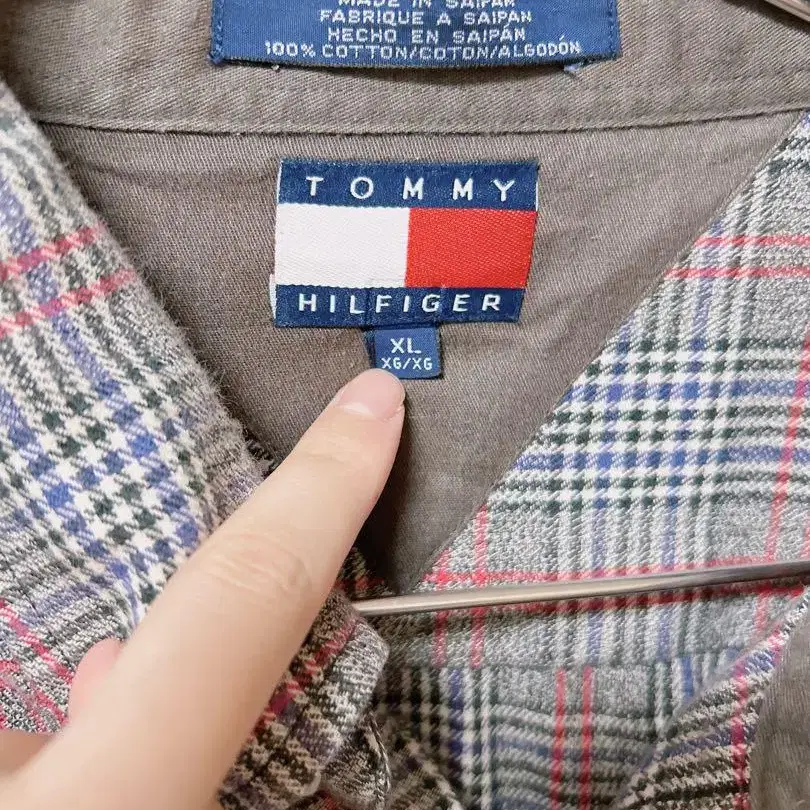 MADE IN SAIPAN
FABRIQUE A SAIPAN
HECHO EN SAIPÁN
100% COTTON/COTON/ALGODÓN
TOMMY
HILFIGER
XL
XG/XG